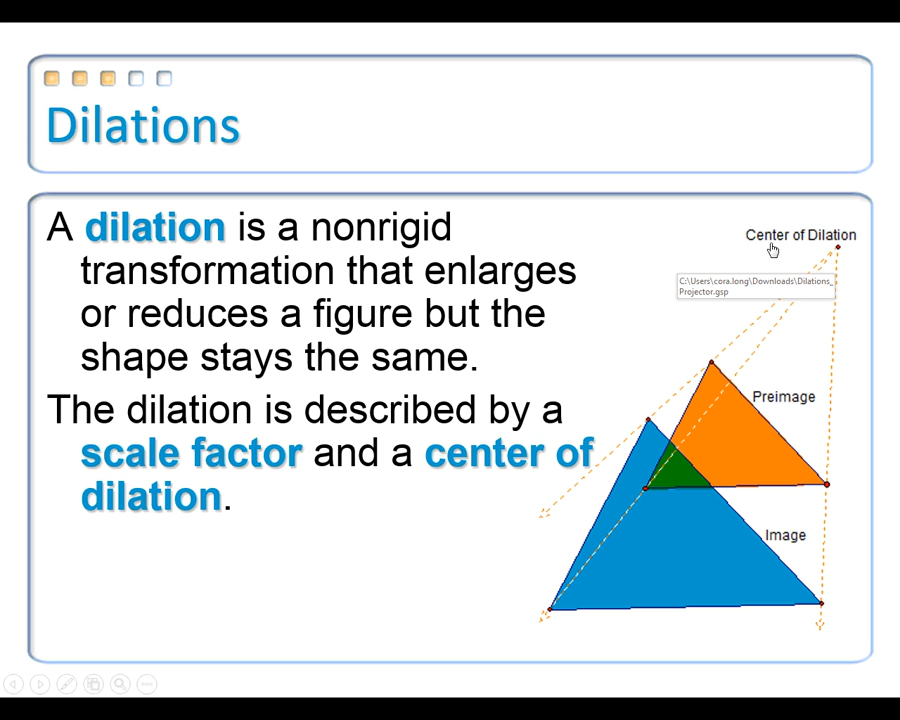 Dilations
A dilation is a nonrigid
transformation that enlarges
or reduces a figure but the
shape stays the same.
The dilation is described by a
scale factor and a center of
dilation.
Center of Dilation
C:\Users\cora.long\Downloads\Dilations_
Projector.gsp
Preimage
Image